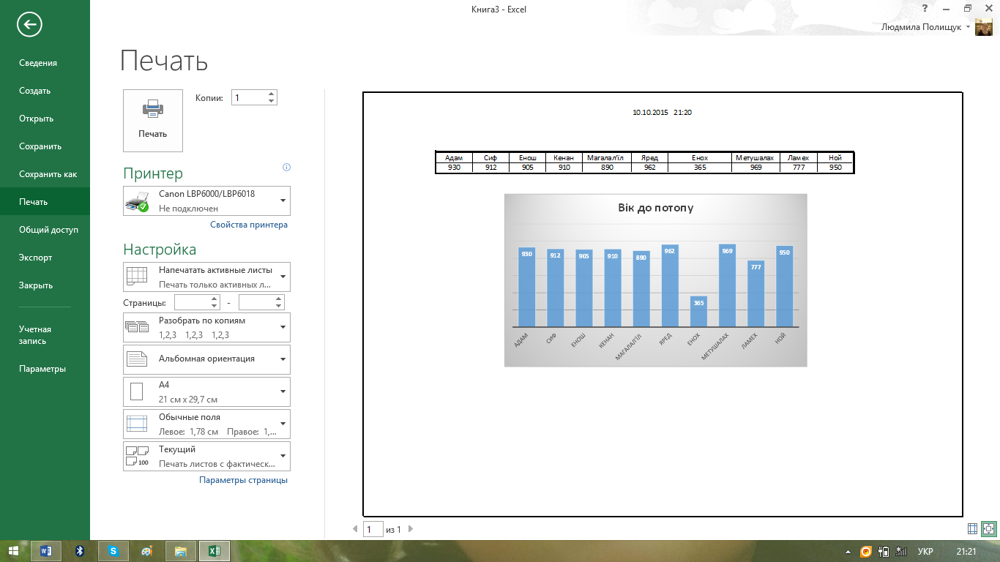 Книга3 - Excel
?
Людмила Полищук
Сведения
Создать
Открыть
Сохранить
Сохранить как
Печать
Общий доступ
Экспорт
Закрыть
Учетная
запись
Параметры
Печать
Печать
Копии: 1
Принтер
Canon LBP6000/LBP6018
Не подключен
Свойства принтера
Настройка
Напечатать активные листы
Печать только активных л...
Страницы: -
Разобрать по копиям
1,2,3 1,2,3 1,2,3
Альбомная ориентация
A4
21 см x 29,7 см
Обычные поля
Левое: 1,78 см Правое: 1,...
Текущий
100
Печать листов с фактическ...
Параметры страницы
10.10.2015 21:20
Адам Сиф Енош Кенан Магалал'їл Яред Енох Метушалах Ламех Ной
930 912 905 910 890 962 365 969 777 950
Вік до потопу
930 912 905 910 890 962 365 969 777 950
АДАМ СИФ ЕНОШ КЕНАН МАГАЛАЛ'ЇЛ ЯРЕД ЕНОХ МЕТУШАЛАХ ЛАМЕХ НОЙ
1 из 1
УКР 21:21